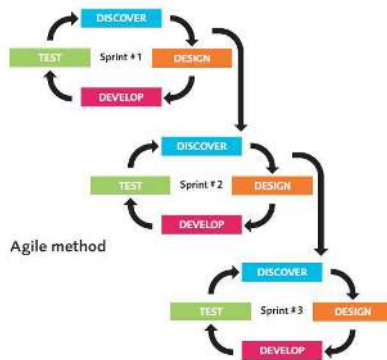 DISCOVER
TEST
Sprint #1
DESIGN
DEVELOP
DISCOVER
TEST
Sprint #2
DESIGN
DEVELOP
Agile method
DISCOVER
TEST
Sprint #3
DESIGN
DEVELOP